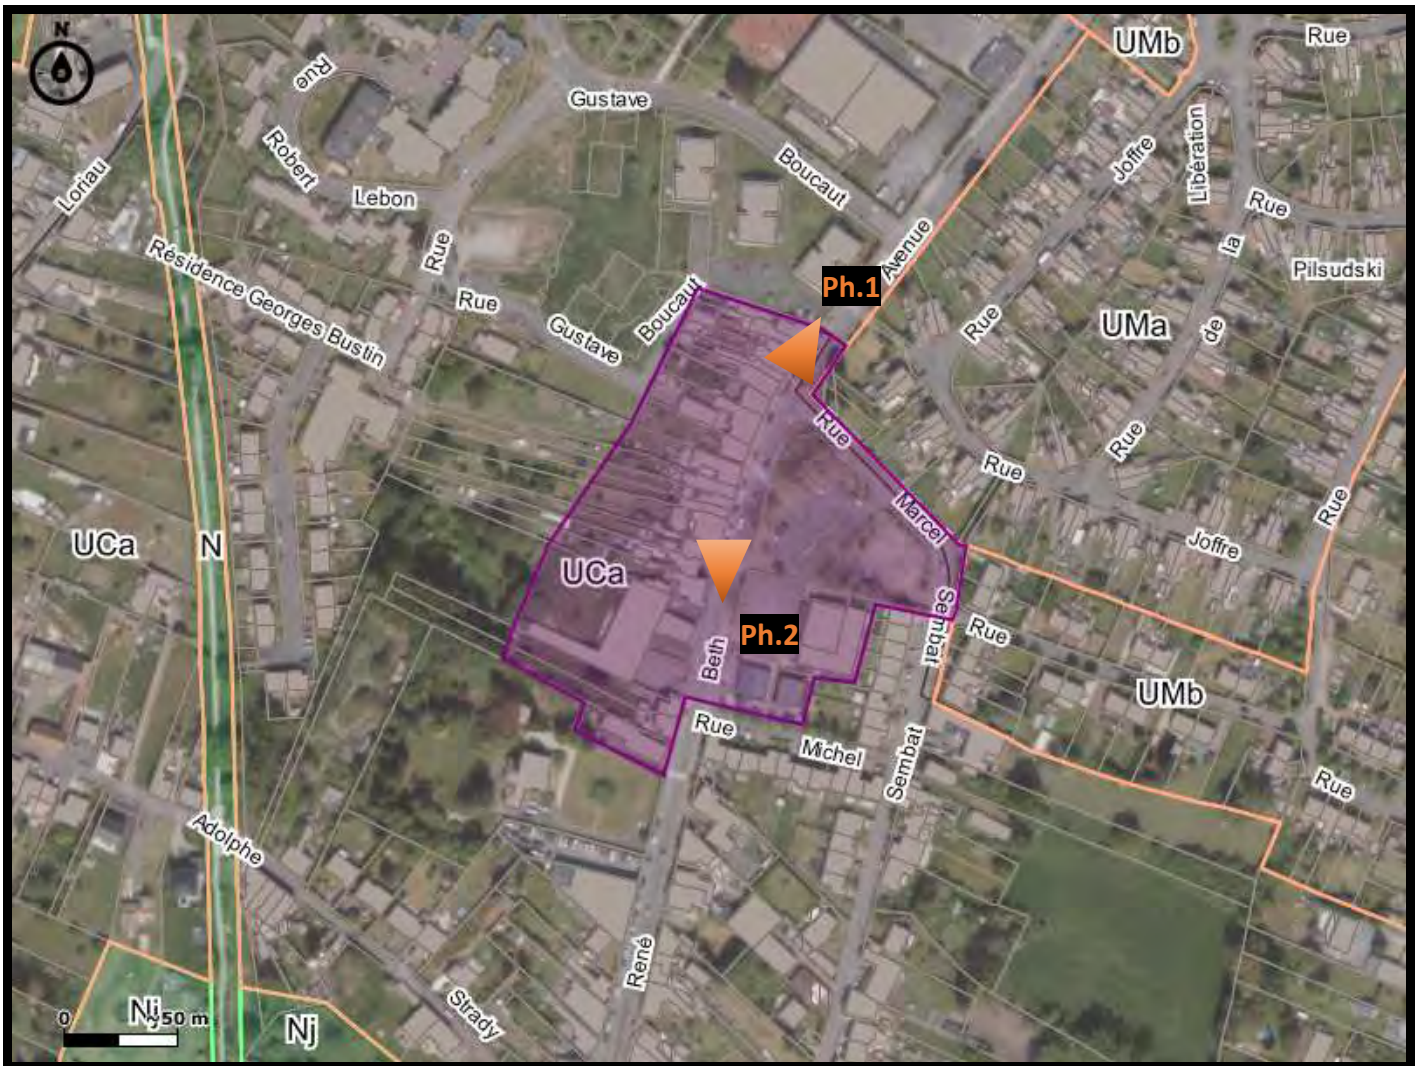 N
UMb
Rue
Rue
Gustave
Joffre
Libération
Robert
Boucaut
Loriau
Lebon
Rue
Avenue
la
Rue
Résidence Georges Bustin
Pilsudski
Ph.1
Boucaut
Rue
Rue
UMa
de
Gustave
Rue
Rue
Rue
Marcel
Rue
UCa
N
Joffre
UCa
Sembat
Ph.2
Rue
Beth
UMb
Rue
Michel
Sembat
Rue
Adolphe
René
Strady
Nj
0
50 m
Nj